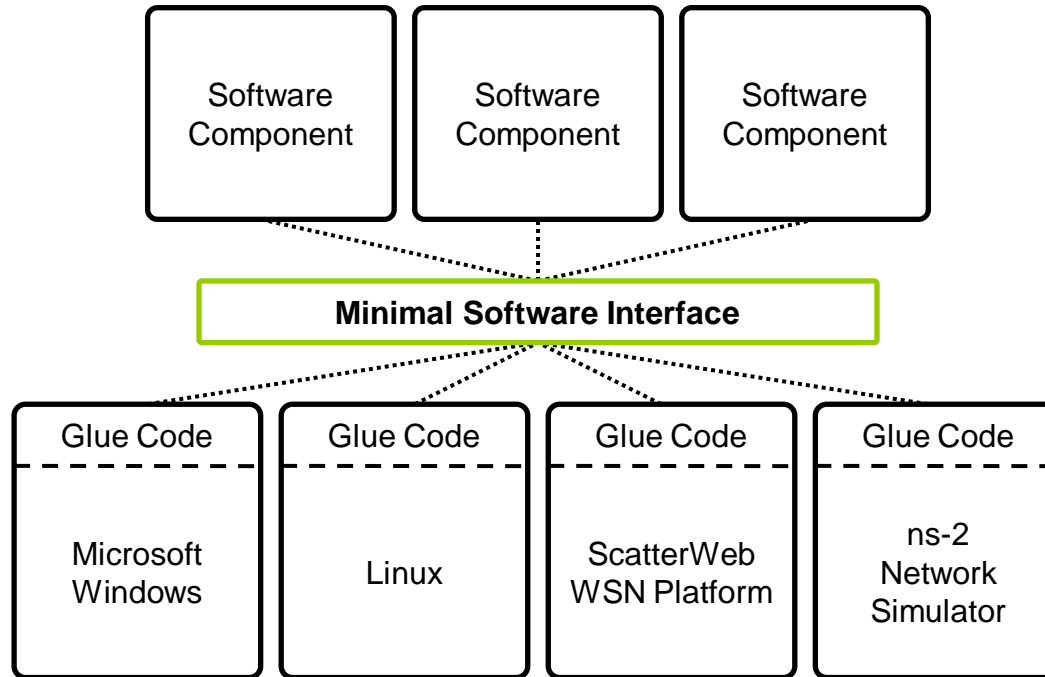 Software
Component
Software
Component
Software
Component
Minimal Software Interface
Glue Code
Microsoft
Windows
Glue Code
Linux
Glue Code
ScatterWeb
WSN Platform
Glue Code
ns-2
Network
Simulator